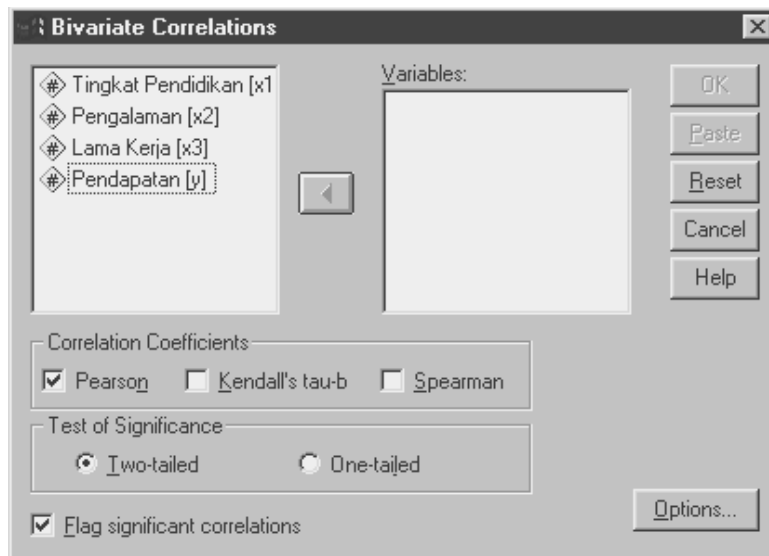 Bivariate Correlations
Tingkat Pendidikan [x1
Pengalaman [x2]
Lama Kerja [x3]
Pendapatan [y]
Variables:
OK
Paste
Reset
Cancel
Help
Correlation Coefficients
Pearson Kendall's tau-b Spearman
Test of Significance
Two-tailed One-tailed
Flag significant correlations
Options...